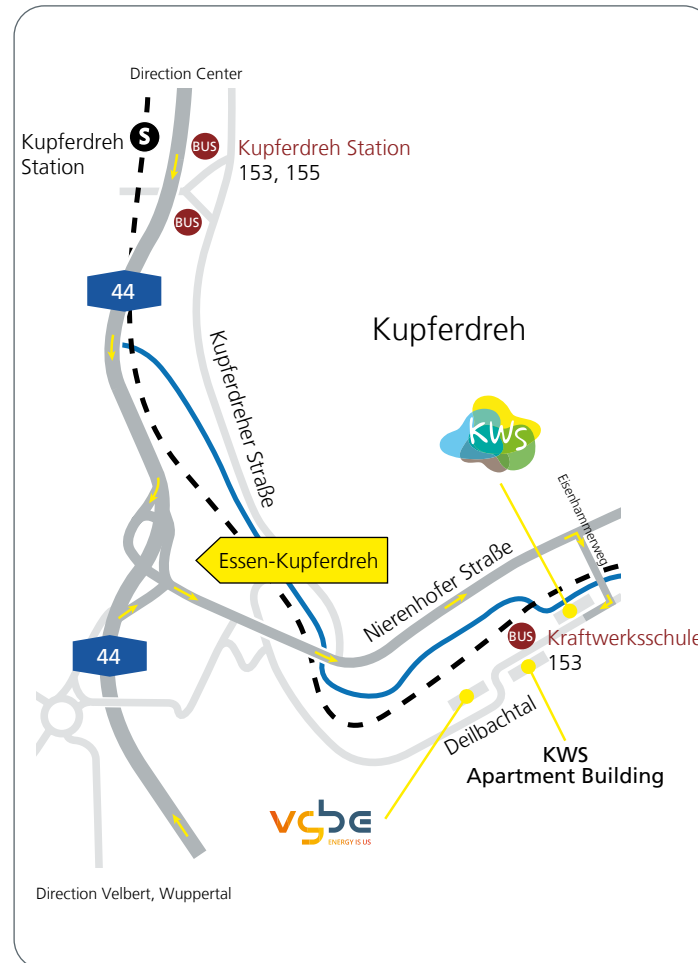 Direction Center
S
Kupferdreh
Station
BUS
Kupferdreh Station
153, 155
BUS
44
Kupferdreh
Kupferdreher Straße
KWS
Eisenhammerweg
Essen-Kupferdreh
Nierenhofer Straße
BUS
Kraftwerksschule
153
44
Deilbachtal
KWS
Apartment Building
vgbe
ENERGY IS US
Direction Velbert, Wuppertal